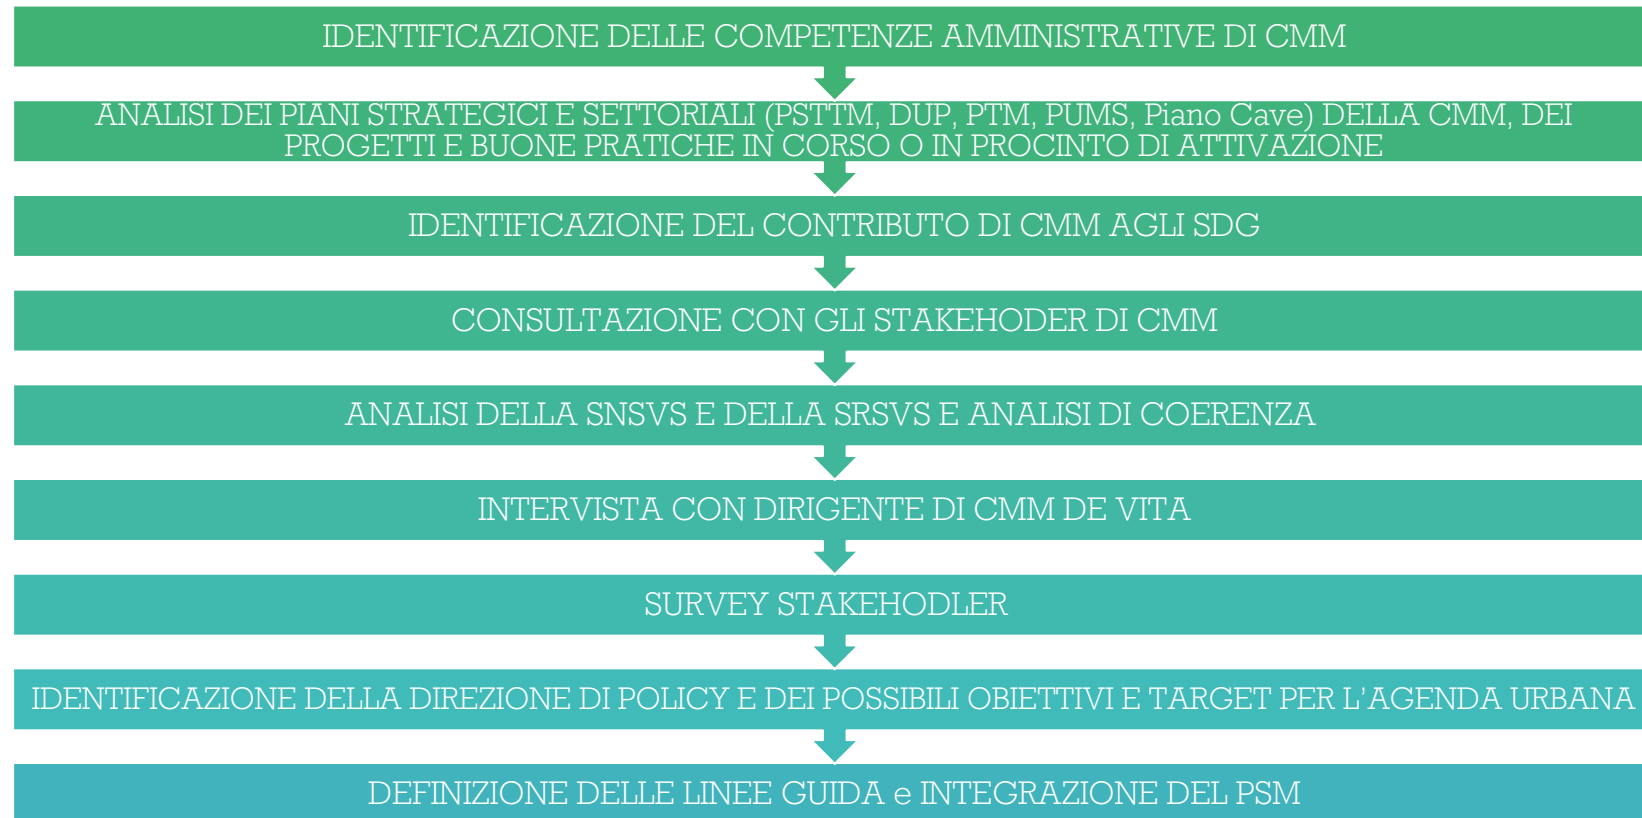 IDENTIFICAZIONE DELLE COMPETENZE AMMINISTRATIVE DI CMM
ANALISI DEI PIANI STRATEGICI E SETTORIALI (PSTTM, DUP, PTM, PUMS, Piano Cave) DELLA CMM, DEI
PROGETTI E BUONE PRATICHE IN CORSO O IN PROCINTO DI ATTIVAZIONE
IDENTIFICAZIONE DEL CONTRIBUTO DI CMM AGLI SDG
CONSULTAZIONE CON GLI STAKEHODER DI CMM
ANALISI DELLA SNSVS E DELLA SRSVS E ANALISI DI COERENZA
INTERVISTA CON DIRIGENTE DI CMM DE VITA
SURVEY STAKEHODLER
IDENTIFICAZIONE DELLA DIREZIONE DI POLICY E DEI POSSIBILI OBIETTIVI E TARGET PER L’AGENDA URBANA
DEFINIZIONE DELLE LINEE GUIDA e INTEGRAZIONE DEL PSM